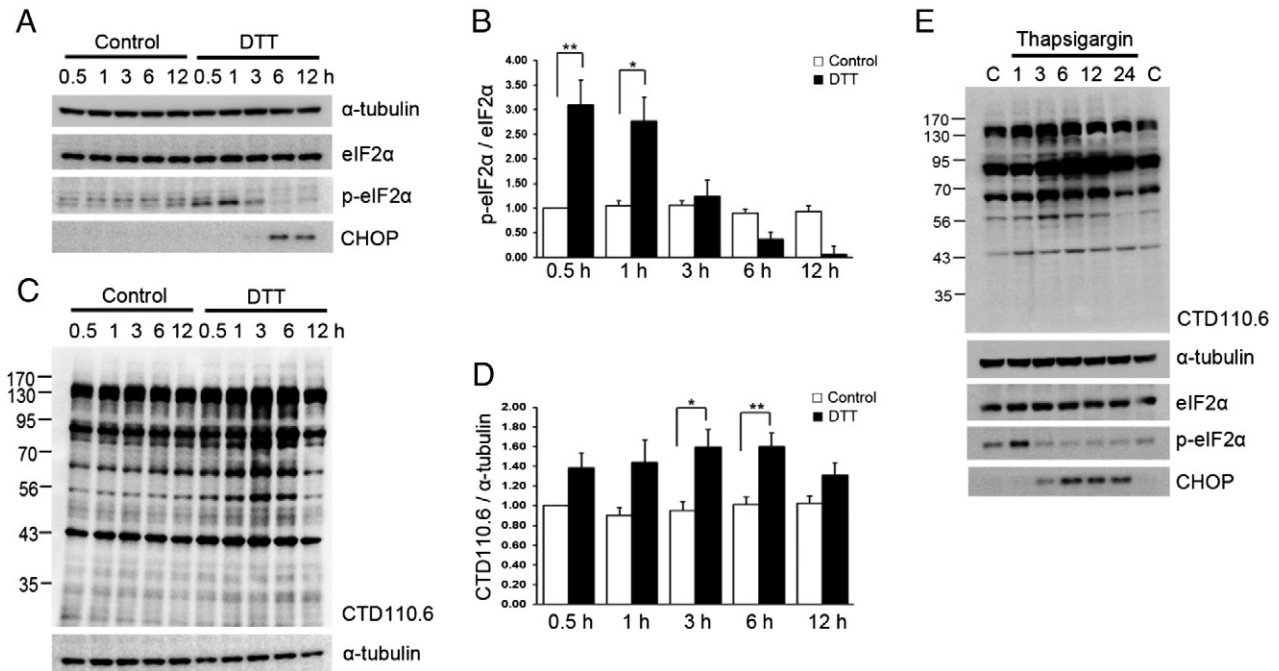 A
Control DTT
0.5 1 3 6 12 0.5 1 3 6 12 h
α-tubulin
eIF2α
p-eIF2α
CHOP
B
p-eIF2α / eIF2α
4.00
3.50
3.00
2.50
2.00
1.50
1.00
0.50
0.00
** *
Control
DTT
0.5 h 1 h 3 h 6 h 12 h
C
Control DTT
0.5 1 3 6 12 0.5 1 3 6 12 h
170
130
95
70
56
43
35
CTD110.6
α-tubulin
D
CTD110.6 / α-tubulin
2.00
1.80
1.60
1.40
1.20
1.00
0.80
0.60
0.40
0.20
0.00
* **
Control
DTT
0.5 h 1 h 3 h 6 h 12 h
E
Thapsigargin
C 1 3 6 12 24 C
170
130
95
70
56
43
35
CTD110.6
α-tubulin
eIF2α
p-eIF2α
CHOP